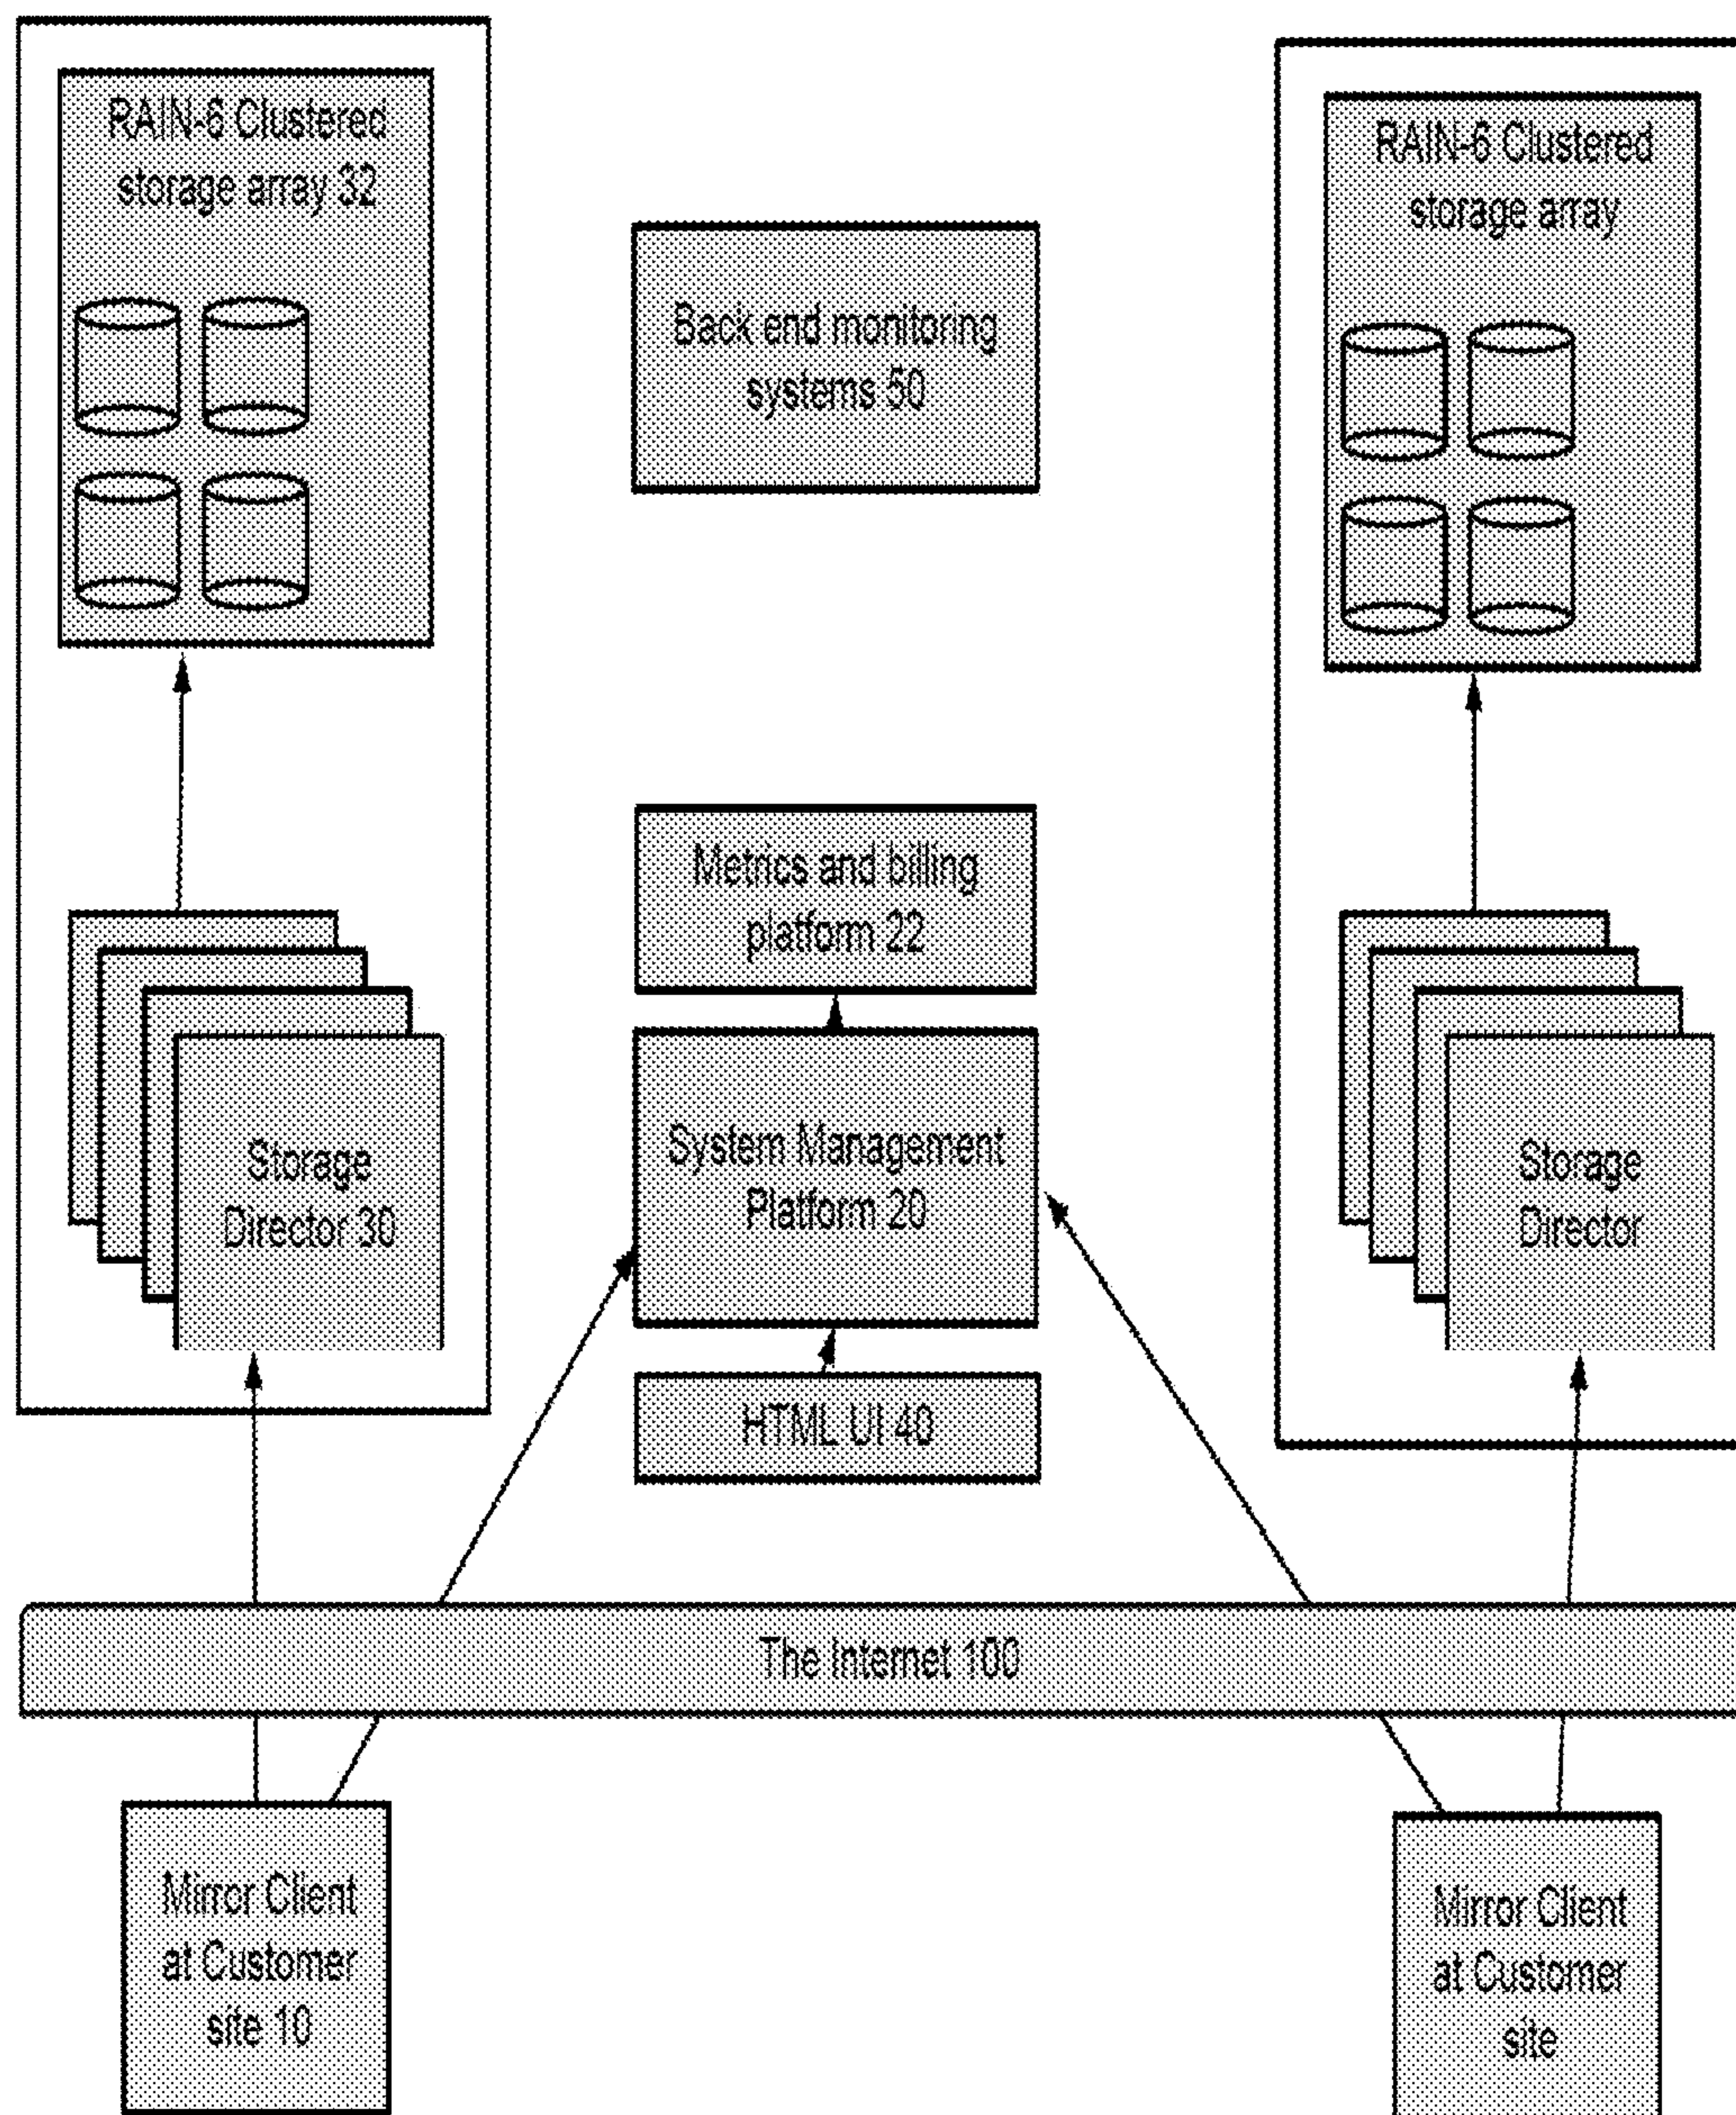 RAIN-6 Clustered
storage array 32
RAIN-6 Clustered
storage array
Back end monitoring
systems 50
Metrics and billing
platform 22
System Management
Platform 20
Storage
Director 30
Storage
Director
HTML UI 40
The Internet 100
Mirror Client
at Customer
site 10
Mirror Client
at Customer
site